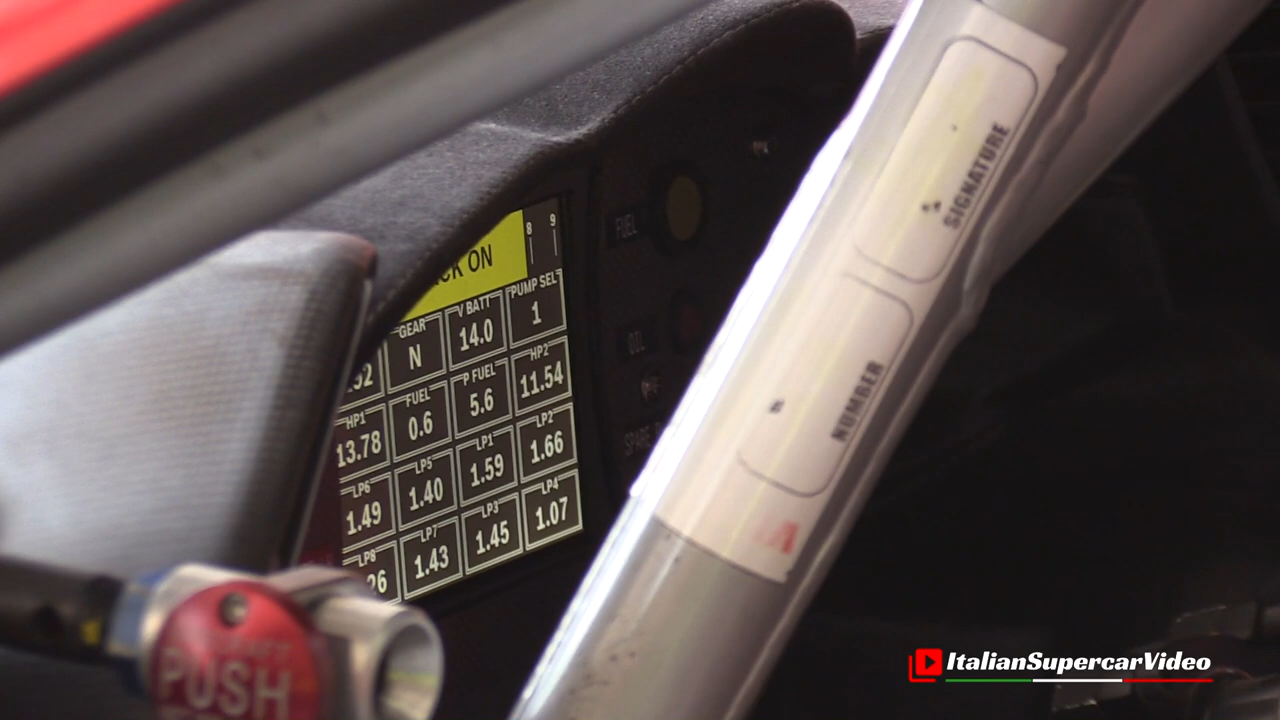 CK ON
8 9
GEAR
N
V BATT
14.0
PUMP SEL
1
HP1
13.78
FUEL
0.6
P FUEL
5.6
HP2
11.54
LP6
1.49
LP5
1.40
LP1
1.59
LP2
1.66
LP8
26
LP7
1.43
LP3
1.45
LP4
1.07
FUEL
OIL
SPARE
SIGNATURE
NUMBER
PUSH
ItalianSupercarVideo